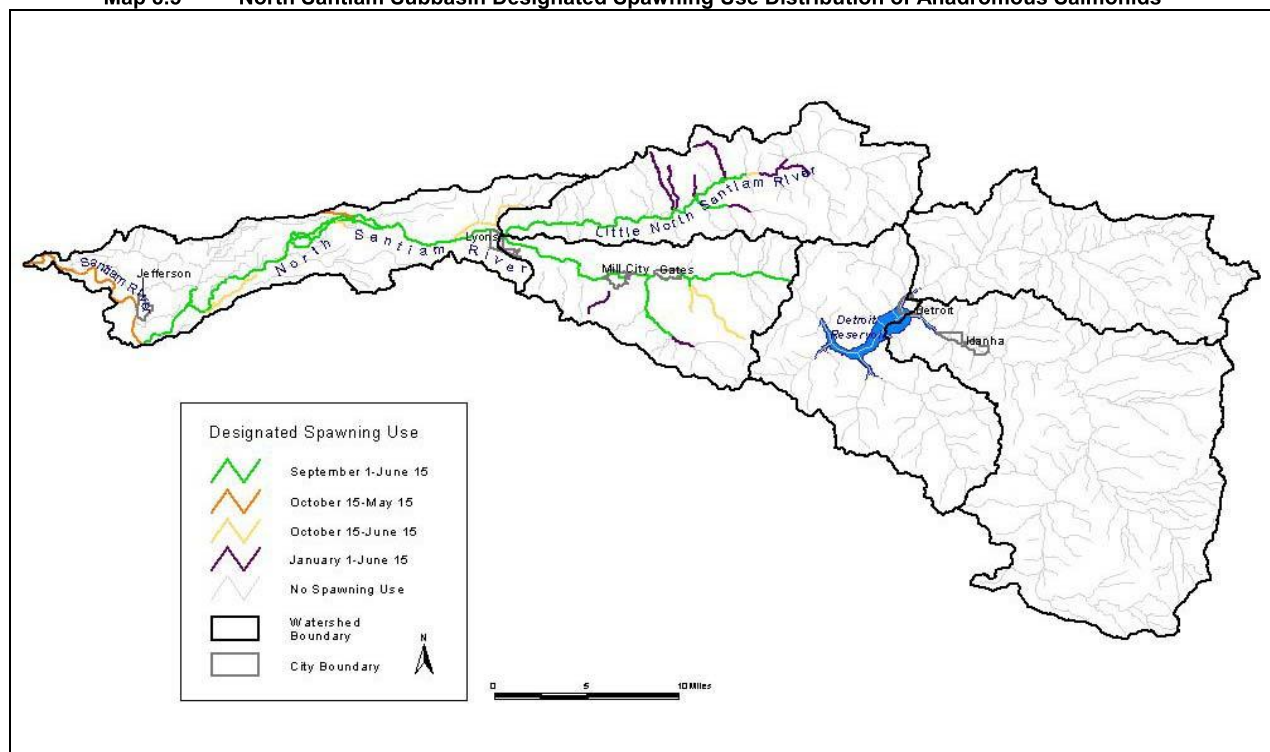 North Santiam Subbasin Designated Spawning Use Distribution of Anadromous Salmonids
Little North Santiam River
Lyons
North Santiam River
Santiam River
Jefferson
Mill City
Gates
Detroit
Reservoir
Detroit
Idanha
Designated Spawning Use
September 1-June 15
October 15-May 15
October 15-June 15
January 1-June 15
No Spawning Use
Watershed
Boundary
City Boundary
N
0 5 10 Miles